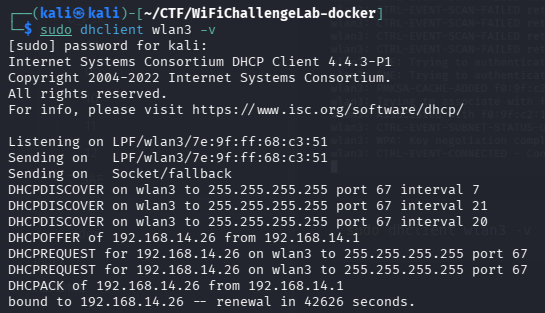 ┌──(kali㉿kali)-[~/CTF/WiFiChallengeLab-docker]
└─$ sudo dhclient wlan3 -v
[sudo] password for kali:
Internet Systems Consortium DHCP Client 4.4.3-P1
Copyright 2004-2022 Internet Systems Consortium.
All rights reserved.
For info, please visit https://www.isc.org/software/dhcp/

Listening on LPF/wlan3/7e:9f:ff:68:c3:51
Sending on   LPF/wlan3/7e:9f:ff:68:c3:51
Sending on   Socket/fallback
DHCPDISCOVER on wlan3 to 255.255.255.255 port 67 interval 7
DHCPDISCOVER on wlan3 to 255.255.255.255 port 67 interval 21
DHCPDISCOVER on wlan3 to 255.255.255.255 port 67 interval 20
DHCPOFFER of 192.168.14.26 from 192.168.14.1
DHCPREQUEST for 192.168.14.26 on wlan3 to 255.255.255.255 port 67
DHCPREQUEST for 192.168.14.26 on wlan3 to 255.255.255.255 port 67
DHCPACK of 192.168.14.26 from 192.168.14.1
bound to 192.168.14.26 -- renewal in 42626 seconds.